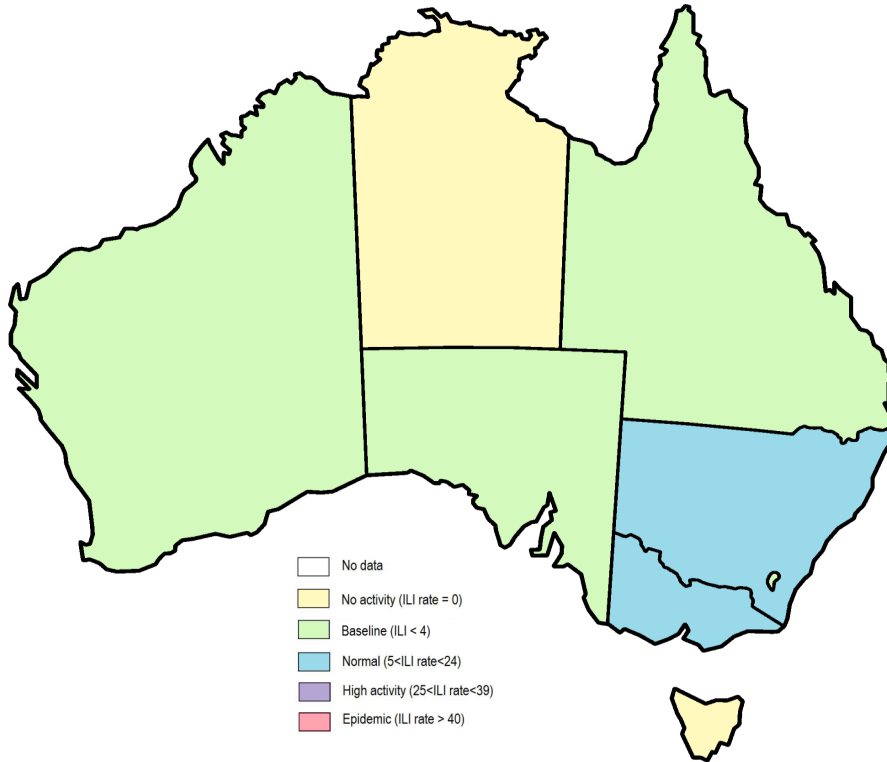 No data
No activity (ILI rate = 0)
Baseline (ILI < 4)
Normal (5<ILI rate<24)
High activity (25<ILI rate<39)
Epidemic (ILI rate > 40)